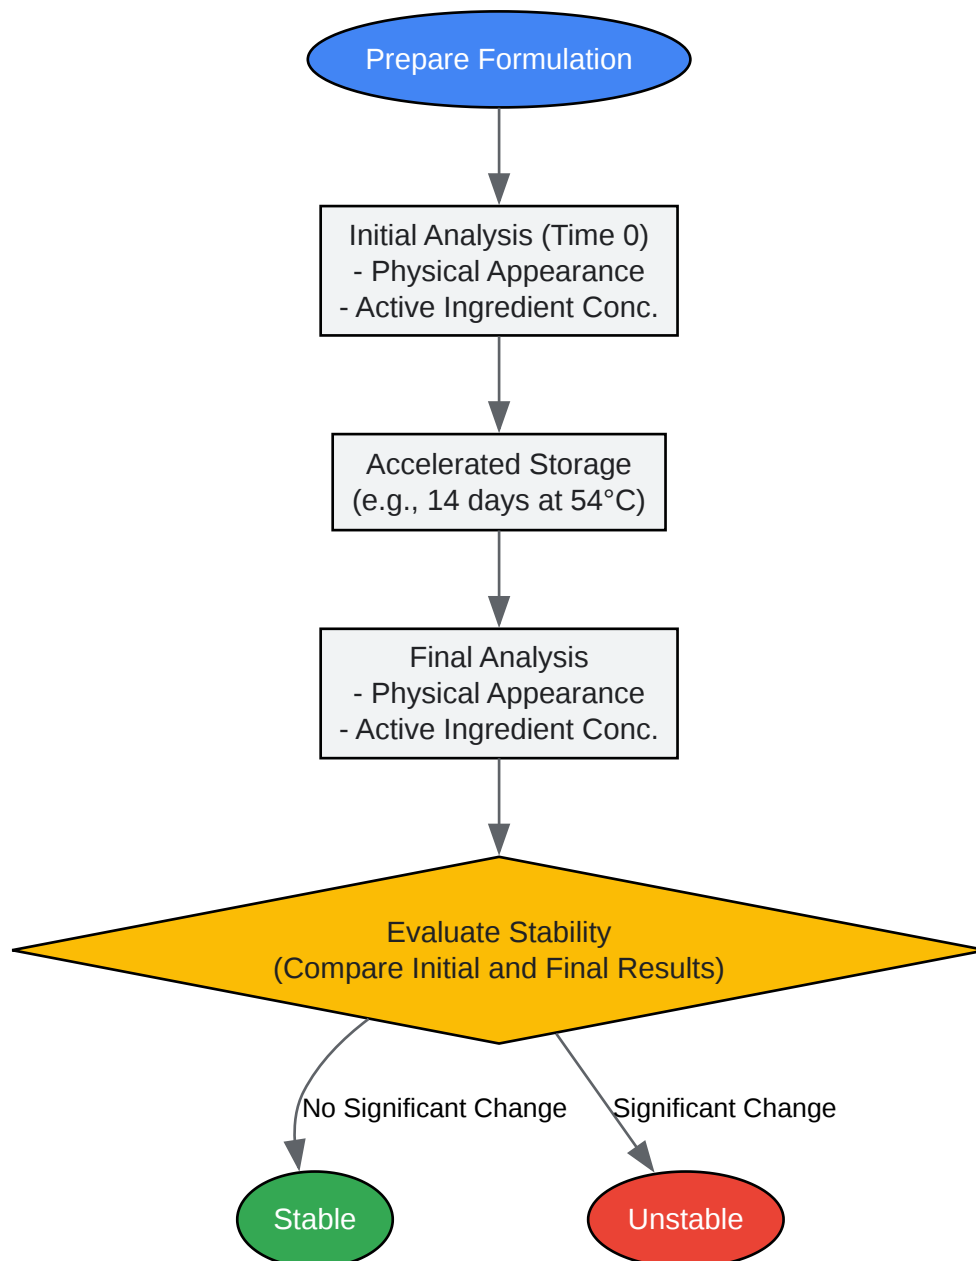 Prepare Formulation
Initial Analysis (Time 0)
- Physical Appearance
- Active Ingredient Conc.
Accelerated Storage
(e.g., 14 days at 54°C)
Final Analysis
- Physical Appearance
- Active Ingredient Conc.
Evaluate Stability
(Compare Initial and Final Results)
No Significant Change
Significant Change
Stable
Unstable